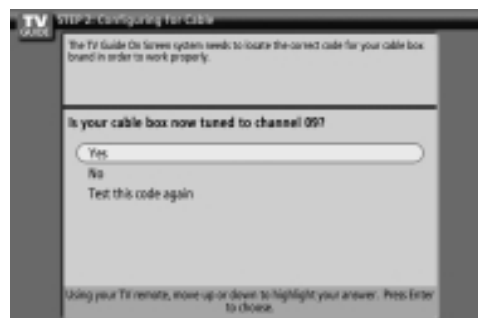 TV
GUIDE
STEP 2: Configuring for Cable
The TV Guide On Screen system needs to locate the correct code for your cable box
brand in order to work properly.
Is your cable box now tuned to channel 09?
Yes
No
Test this code again
Using your TV remote, move up or down to highlight your answer. Press Enter
to choose.